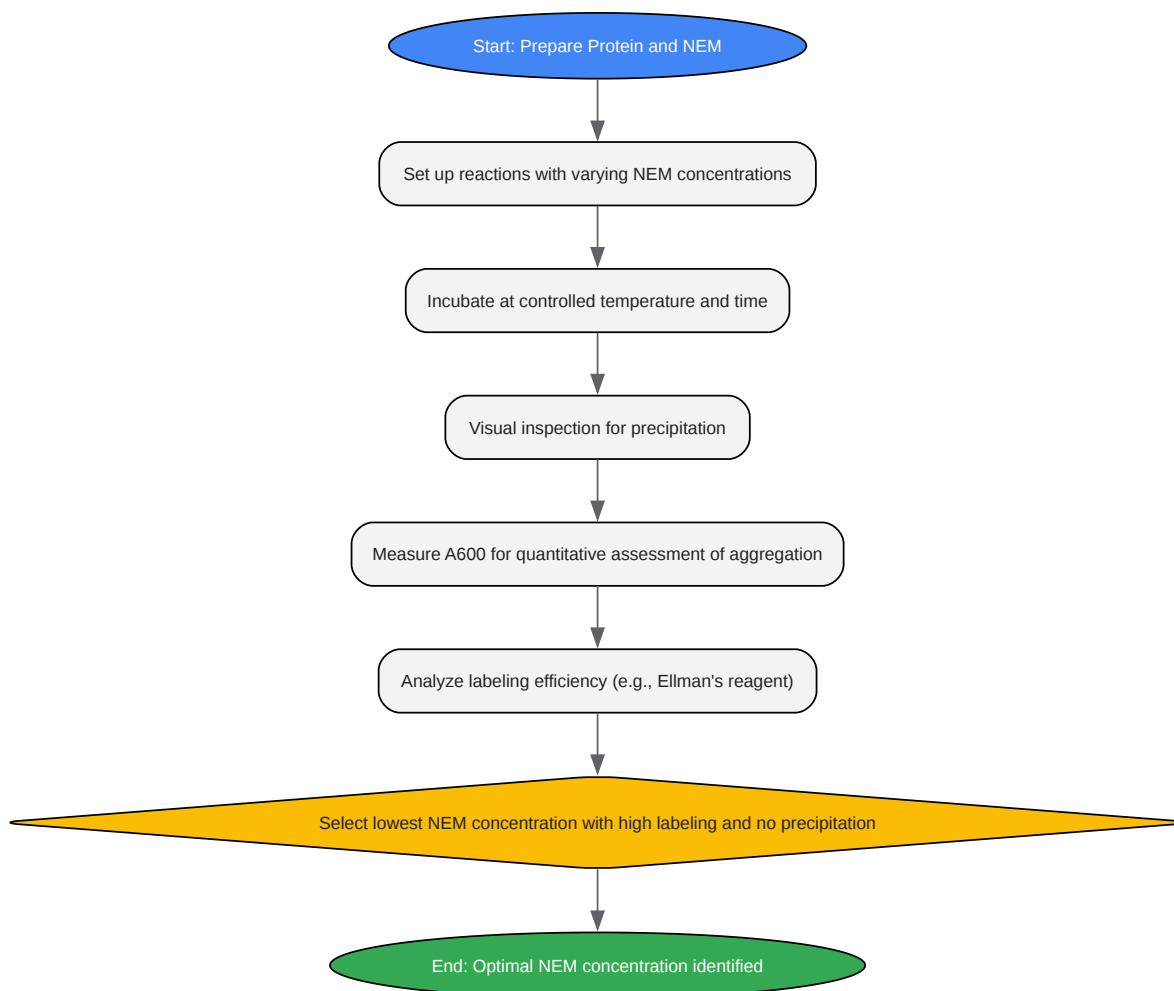 Start: Prepare Protein and NEM
Set up reactions with varying NEM concentrations
Incubate at controlled temperature and time
Visual inspection for precipitation
Measure A600 for quantitative assessment of aggregation
Analyze labeling efficiency (e.g., Ellman's reagent)
Select lowest NEM concentration with high labeling and no precipitation
End: Optimal NEM concentration identified